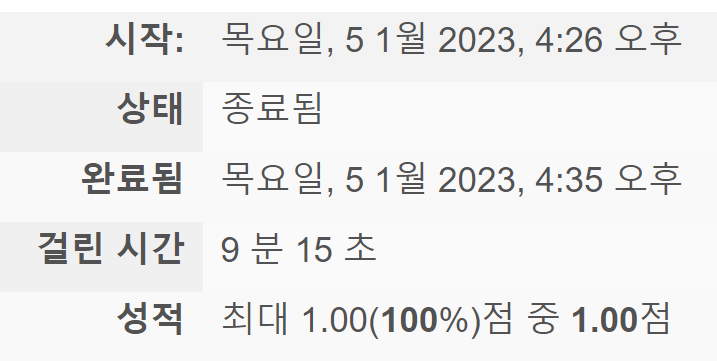 시작: 목요일, 5 1월 2023, 4:26 오후
상태 종료됨
완료됨 목요일, 5 1월 2023, 4:35 오후
걸린 시간 9 분 15 초
성적 최대 1.00(100%)점 중 1.00점